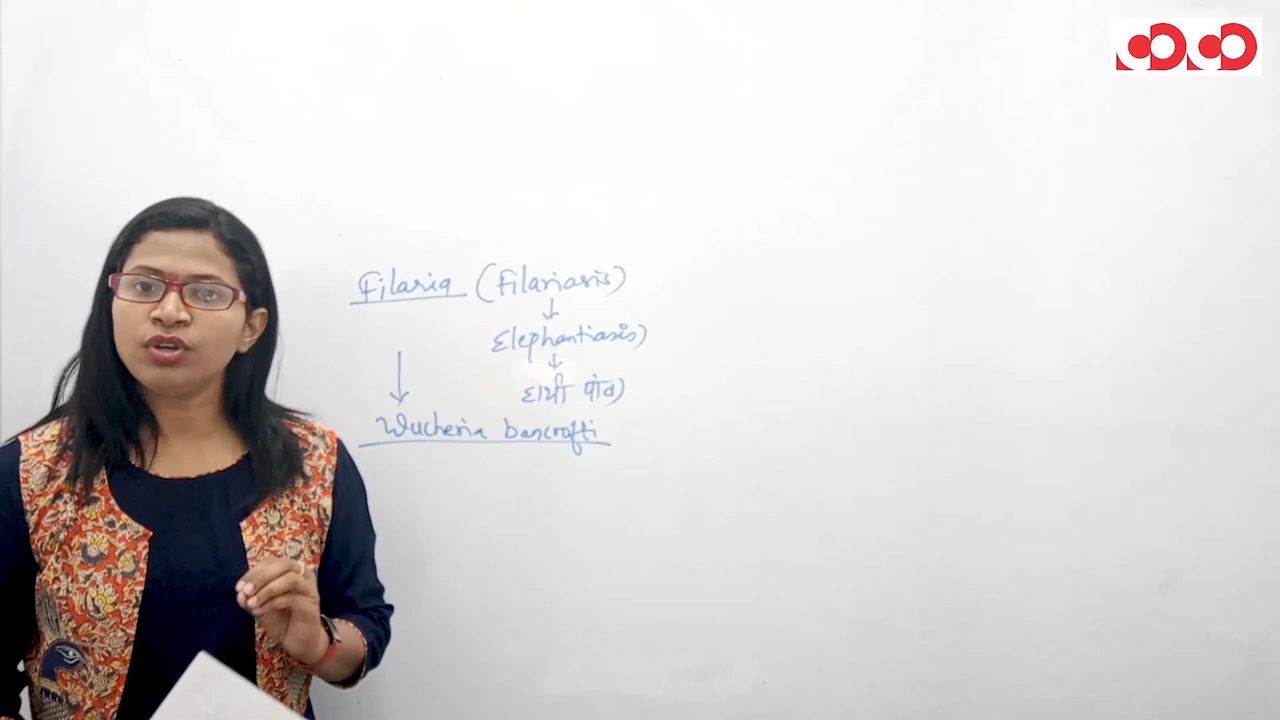 Filaria (Filariasis)
↓
Elephantiasis)
↓
हाथी पांव)
Wucheria bancrofti